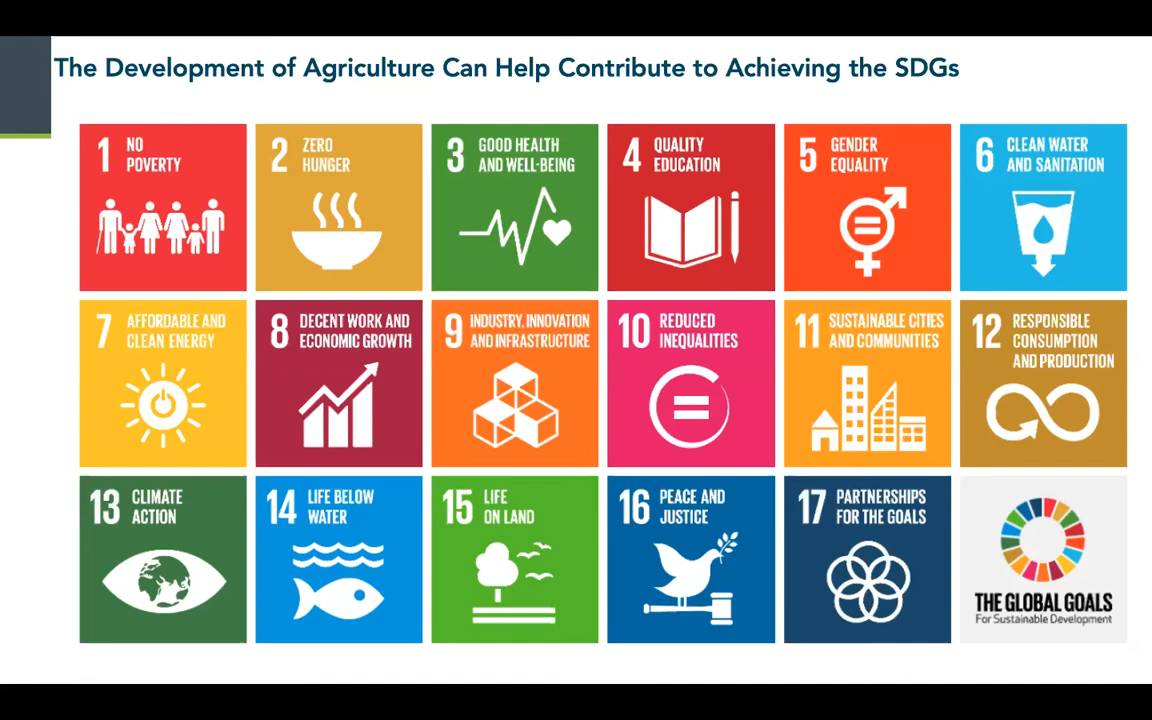 The Development of Agriculture Can Help Contribute to Achieving the SDGs
1 NO
POVERTY
2 ZERO
HUNGER
3 GOOD HEALTH
AND WELL-BEING
4 QUALITY
EDUCATION
5 GENDER
EQUALITY
6 CLEAN WATER
AND SANITATION
7 AFFORDABLE AND
CLEAN ENERGY
8 DECENT WORK AND
ECONOMIC GROWTH
9 INDUSTRY, INNOVATION
AND INFRASTRUCTURE
10 REDUCED
INEQUALITIES
11 SUSTAINABLE CITIES
AND COMMUNITIES
12 RESPONSIBLE
CONSUMPTION
AND PRODUCTION
13 CLIMATE
ACTION
14 LIFE BELOW
WATER
15 LIFE
ON LAND
16 PEACE AND
JUSTICE
17 PARTNERSHIPS
FOR THE GOALS
THE GLOBAL GOALS
For Sustainable Development